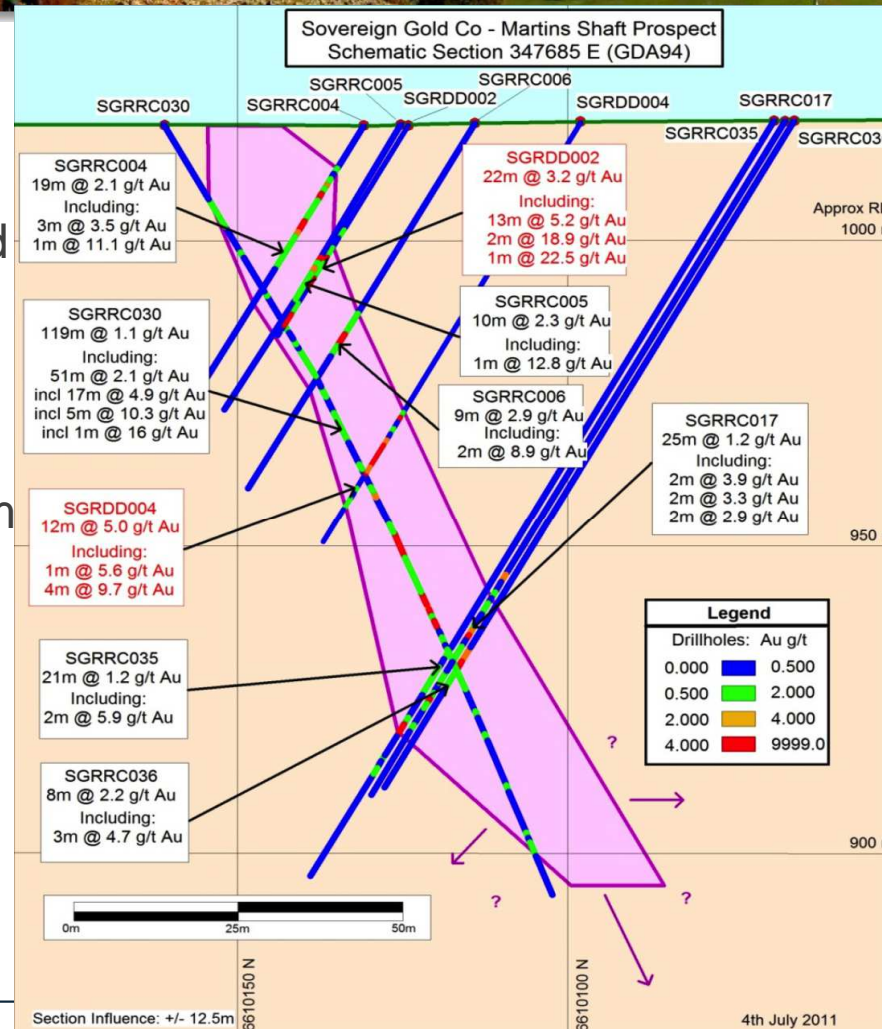 Sovereign Gold Co - Martins Shaft Prospect
Schematic Section 347685 E (GDA94)
SGRRC030
SGRRC004
SGRRC005
SGRDD002
SGRRC006
SGRDD004
SGRRC017
SGRRC035
SGRRC03
SGRRC004
19m @ 2.1 g/t Au
Including:
3m @ 3.5 g/t Au
1m @ 11.1 g/t Au
SGRDD002
22m @ 3.2 g/t Au
Including:
13m @ 5.2 g/t Au
2m @ 18.9 g/t Au
1m @ 22.5 g/t Au
d
Approx R
1000
SGRRC030
119m @ 1.1 g/t Au
Including:
51m @ 2.1 g/t Au
incl 17m @ 4.9 g/t Au
incl 5m @ 10.3 g/t Au
incl 1m @ 16 g/t Au
SGRRC005
10m @ 2.3 g/t Au
Including:
1m @ 12.8 g/t Au
SGRRC006
9m @ 2.9 g/t Au
Including:
2m @ 8.9 g/t Au
SGRRC017
25m @ 1.2 g/t Au
Including:
2m @ 3.9 g/t Au
2m @ 3.3 g/t Au
2m @ 2.9 g/t Au
SGRDD004
12m @ 5.0 g/t Au
Including:
1m @ 5.6 g/t Au
4m @ 9.7 g/t Au
950
Legend
Drillholes: Au g/t
0.000 0.500
0.500 2.000
2.000 4.000
4.000 9999.0
SGRRC035
21m @ 1.2 g/t Au
Including:
2m @ 5.9 g/t Au
?
SGRRC036
8m @ 2.2 g/t Au
Including:
3m @ 4.7 g/t Au
900
?
?
0m 25m 50m
6610150 N
6610100 N
Section Influence: +/- 12.5m
4th July 2011